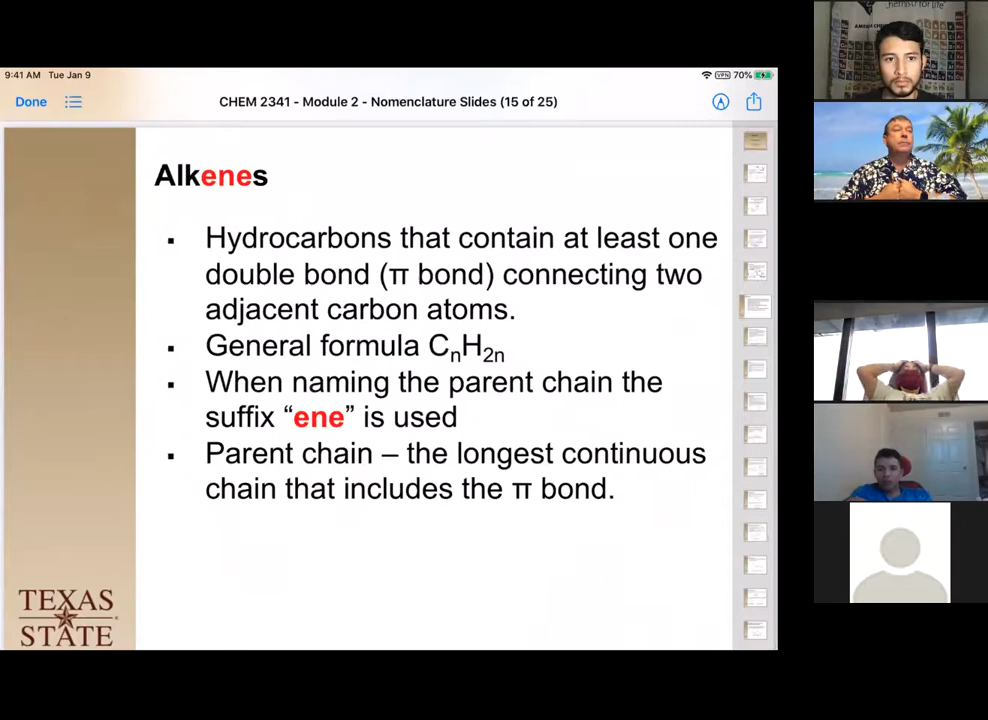 9:41 AM Tue Jan 9
VPN 70%
Done
CHEM 2341 - Module 2 - Nomenclature Slides (15 of 25)
Alkenes
▪ Hydrocarbons that contain at least one
double bond (π bond) connecting two
adjacent carbon atoms.
▪ General formula CₙH₂ₙ
▪ When naming the parent chain the
suffix “ene” is used
▪ Parent chain – the longest continuous
chain that includes the π bond.
TEXAS
STATE